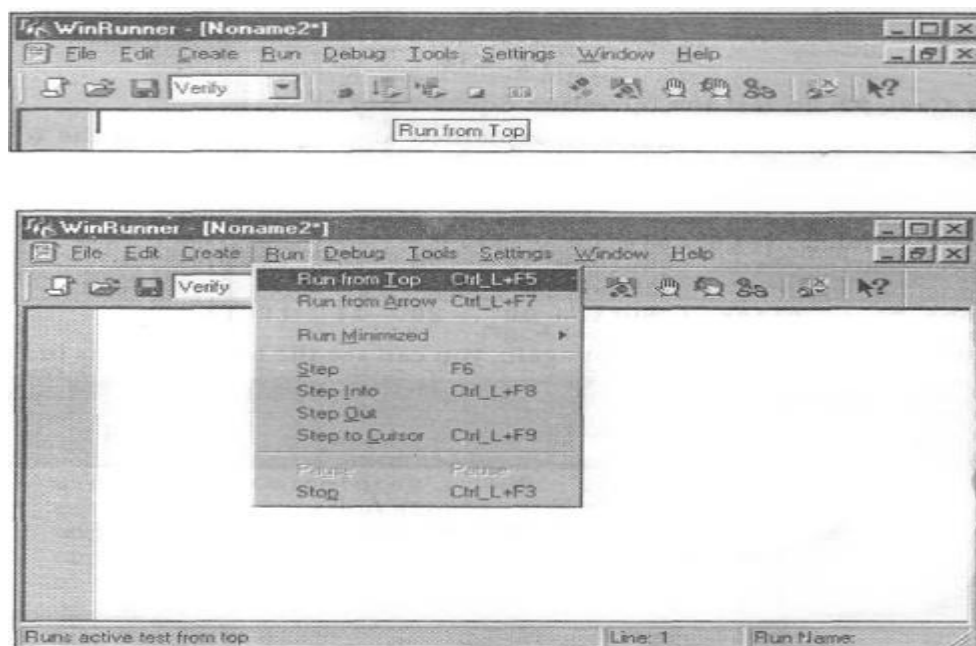 WinRunner - [Noname2*]
File Edit Create Run Debug Tools Settings Window Help
Verify
Run from Top
WinRunner - [Noname2*]
File Edit Create Run Debug Tools Settings Window Help
Verify
Run from Top Ctrl_L+F5
Run from Arrow Ctrl_L+F7
Run Minimized
Step F6
Step Into Ctrl_L+F8
Step Out
Step to Cursor Ctrl_L+F9
Pause Pause
Stop Ctrl_L+F3
Runs active test from top Line: 1 Run Name: